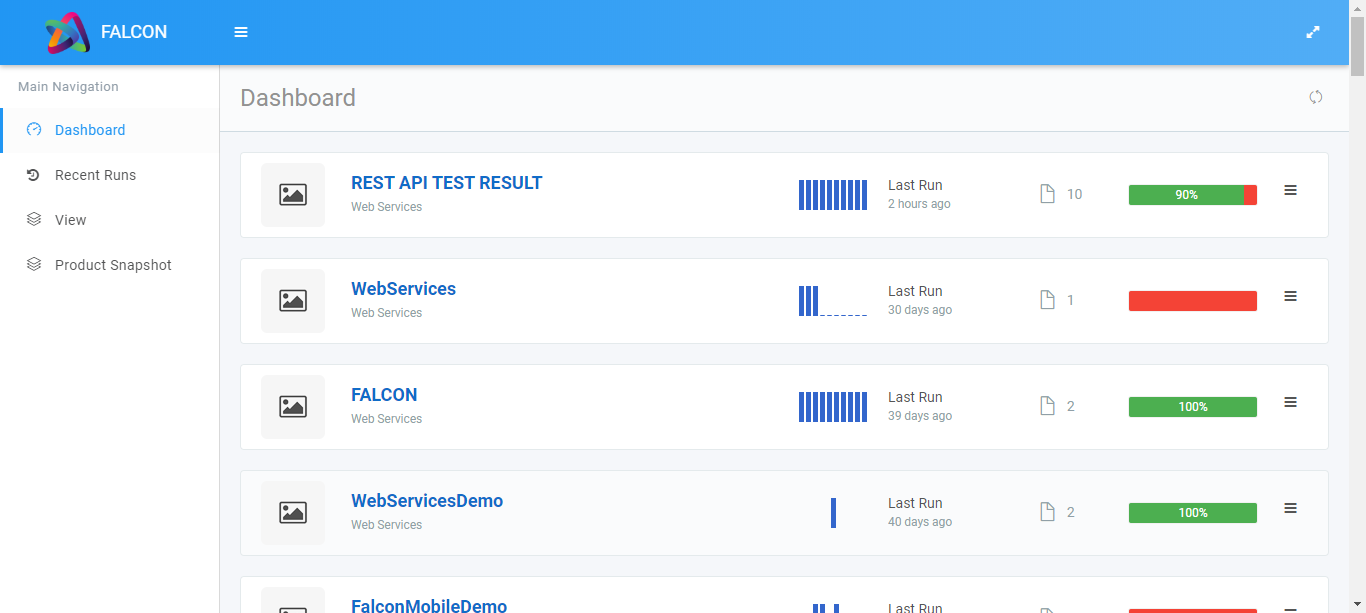 FALCON
Main Navigation
Dashboard
Recent Runs
View
Product Snapshot
Dashboard
REST API TEST RESULT
Web Services
Last Run
2 hours ago
10
90%
WebServices
Web Services
Last Run
30 days ago
1
FALCON
Web Services
Last Run
39 days ago
2
100%
WebServicesDemo
Web Services
Last Run
40 days ago
2
100%
FalconMobileDemo
Last Run